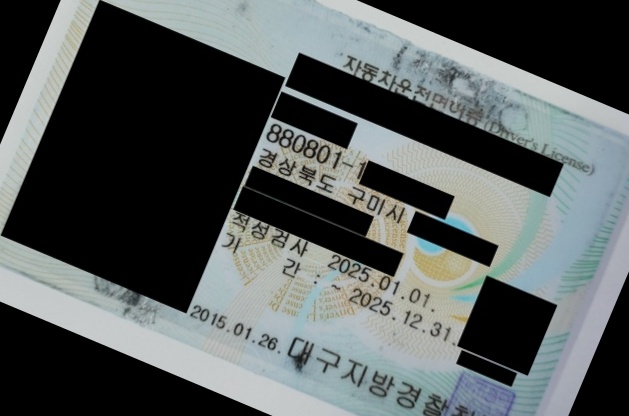 자동차운전면허증 (Driver's License)
880801-1
경상북도 구미시
적성검사 2025.01.01.
기 간 : ~ 2025.12.31.
2015.01.26. 대구지방경찰청